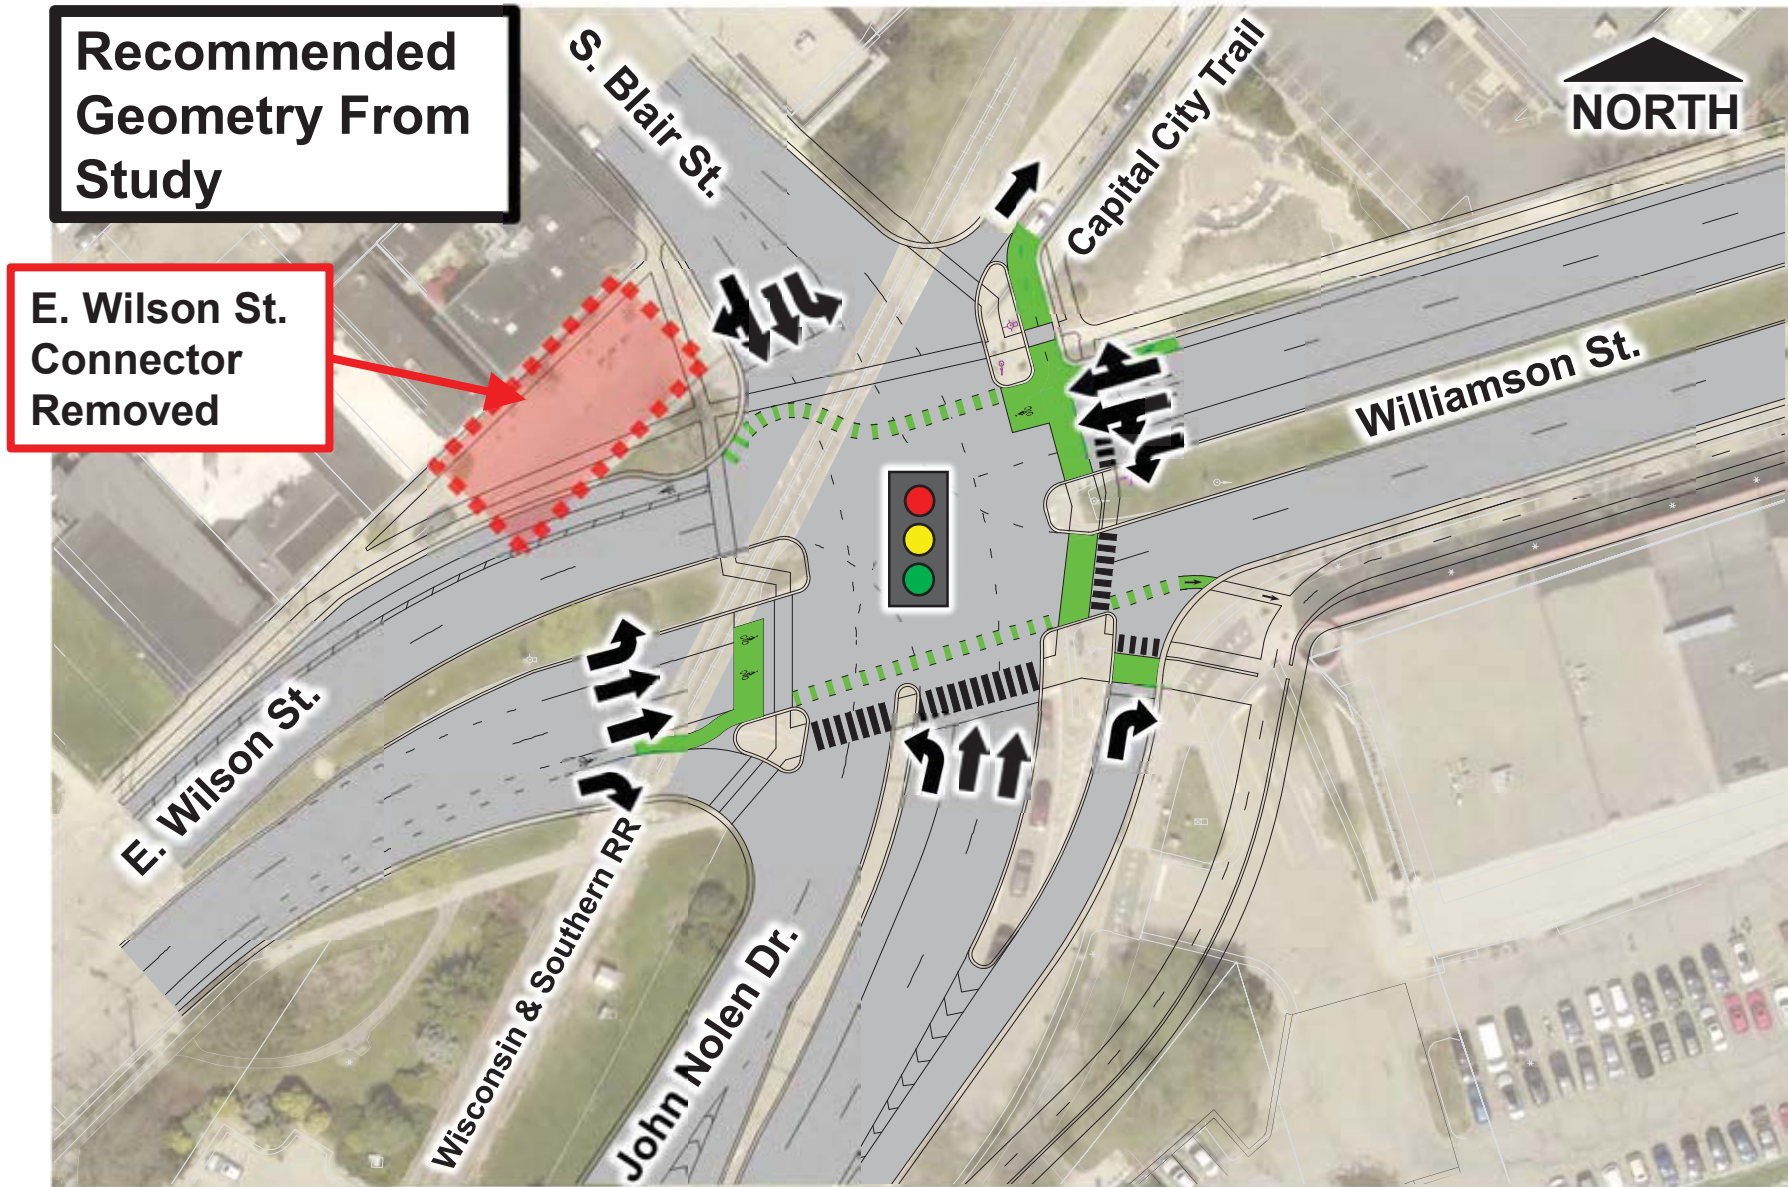 Recommended
Geometry From
Study
S. Blair St.
Capital City Trail
NORTH
E. Wilson St.
Connector
Removed
Williamson St.
E. Wilson St.
Wisconsin & Southern RR
John Nolen Dr.